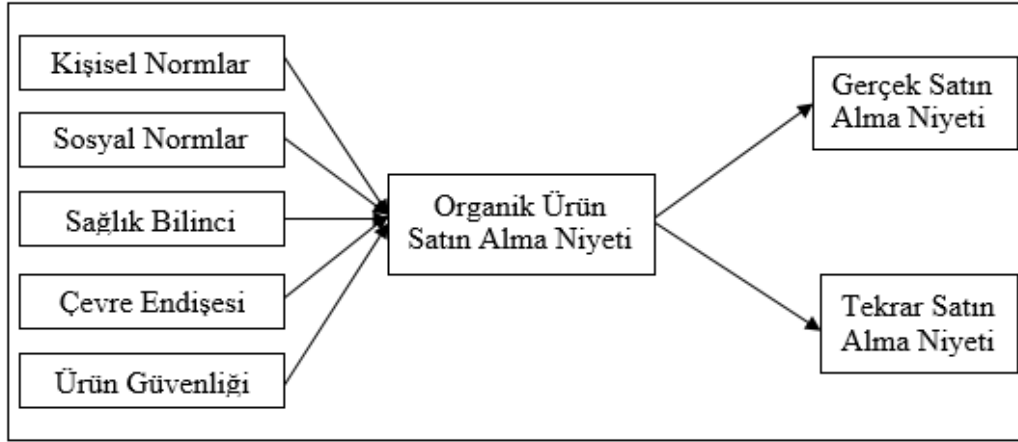 Kişisel Normlar
Sosyal Normlar
Sağlık Bilinci
Çevre Endişesi
Ürün Güvenliği
Organik Ürün
Satın Alma Niyeti
Gerçek Satın
Alma Niyeti
Tekrar Satın
Alma Niyeti